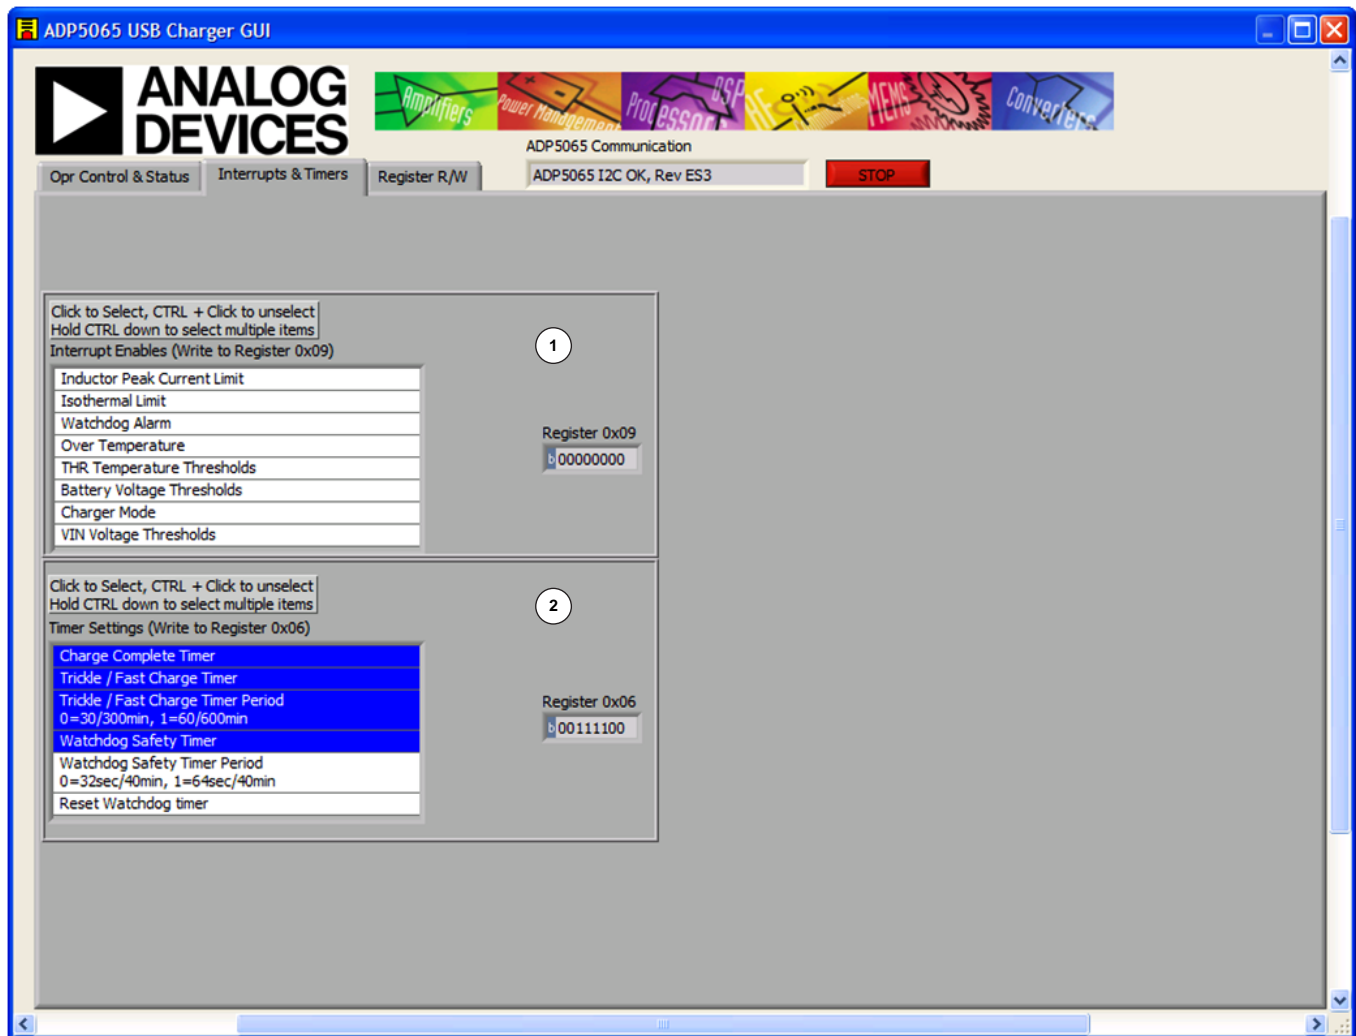 ADP5065 USB Charger GUI
ANALOG
DEVICES
Amplifiers
Power Management
Processors
DSP
RF
MEMS
Converters
ADP5065 Communication
Opr Control & Status
Interrupts & Timers
Register R/W
ADP5065 I2C OK, Rev ES3
STOP
Click to Select, CTRL + Click to unselect
Hold CTRL down to select multiple items
1
Interrupt Enables (Write to Register 0x09)
Inductor Peak Current Limit
Isothermal Limit
Watchdog Alarm
Over Temperature
THR Temperature Thresholds
Battery Voltage Thresholds
Charger Mode
VIN Voltage Thresholds
Register 0x09
b 00000000
Click to Select, CTRL + Click to unselect
Hold CTRL down to select multiple items
2
Timer Settings (Write to Register 0x06)
Charge Complete Timer
Trickle / Fast Charge Timer
Trickle / Fast Charge Timer Period
0=30/300min, 1=60/600min
Watchdog Safety Timer
Watchdog Safety Timer Period
0=32sec/40min, 1=64sec/40min
Reset Watchdog timer
Register 0x06
b 00111100